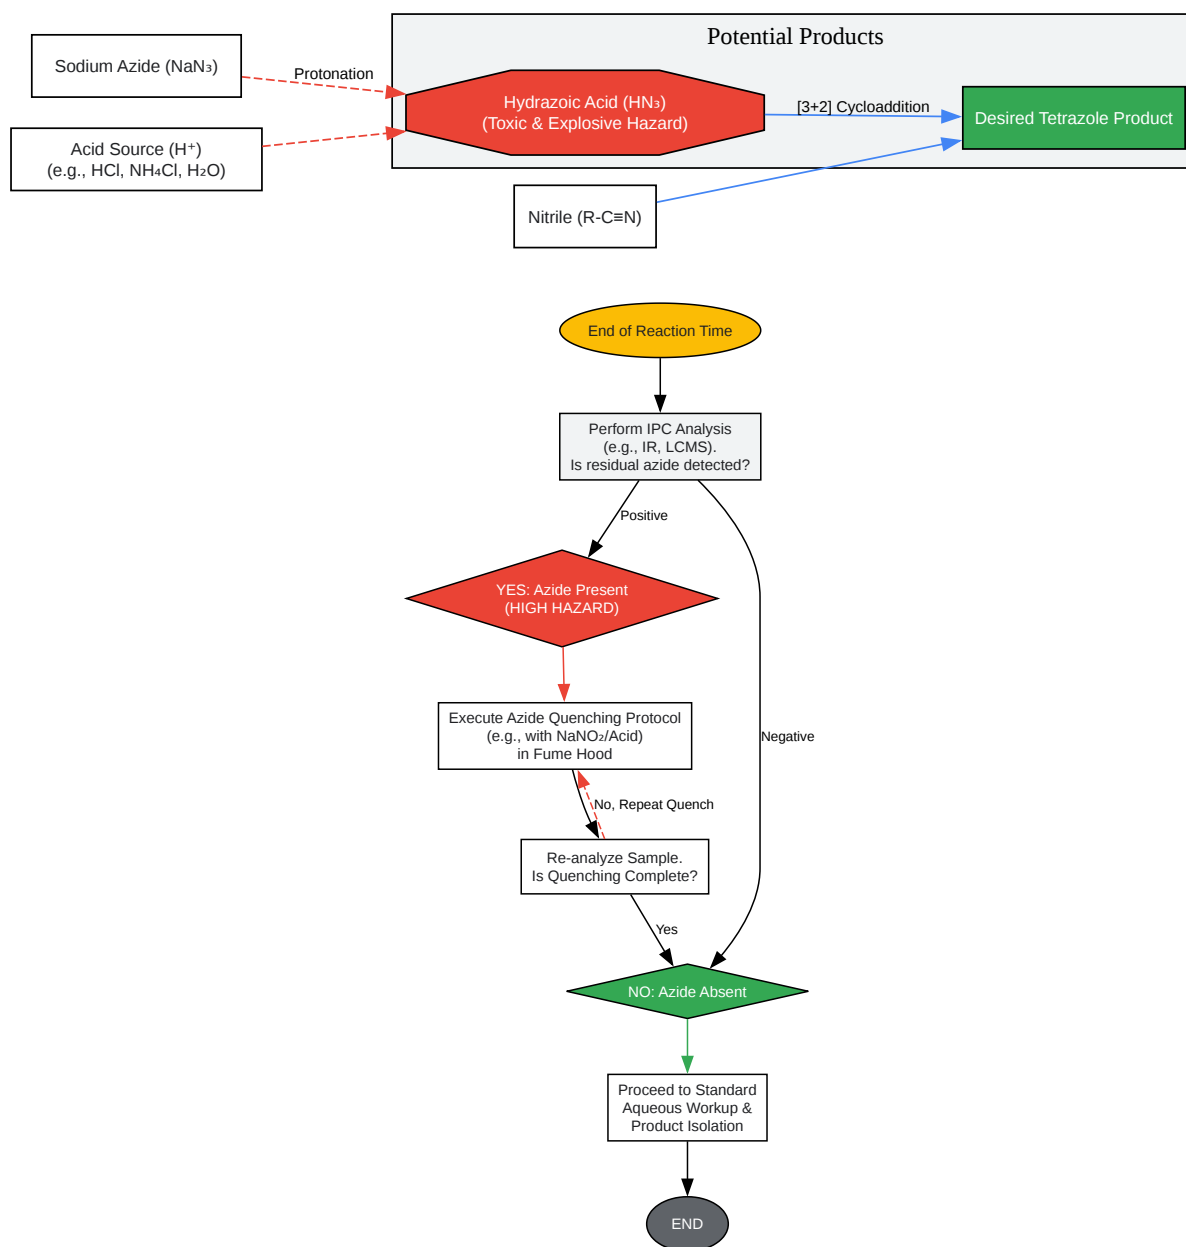 Potential Products
Sodium Azide (NaN₃)
Protonation
Hydrazoic Acid (HN₃)
(Toxic & Explosive Hazard)
[3+2] Cycloaddition
Desired Tetrazole Product
Acid Source (H⁺)
(e.g., HCl, NH₄Cl, H₂O)
Nitrile (R-C≡N)
End of Reaction Time
Perform IPC Analysis
(e.g., IR, LCMS).
Is residual azide detected?
Positive
YES: Azide Present
(HIGH HAZARD)
Execute Azide Quenching Protocol
(e.g., with NaNO₂/Acid)
in Fume Hood
Negative
No, Repeat Quench
Re-analyze Sample.
Is Quenching Complete?
Yes
NO: Azide Absent
Proceed to Standard
Aqueous Workup &
Product Isolation
END